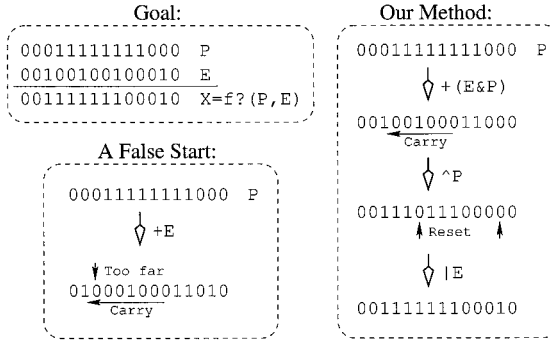 Goal:
00011111111000 P
00100100100010 E
00111111100010 X=f?(P,E)
A False Start:
00011111111000 P
+E
Too far
01000100011010
Carry
Our Method:
00011111111000 P
+(E&P)
00100100011000
Carry
^P
00111011100000
Reset
|E
00111111100010